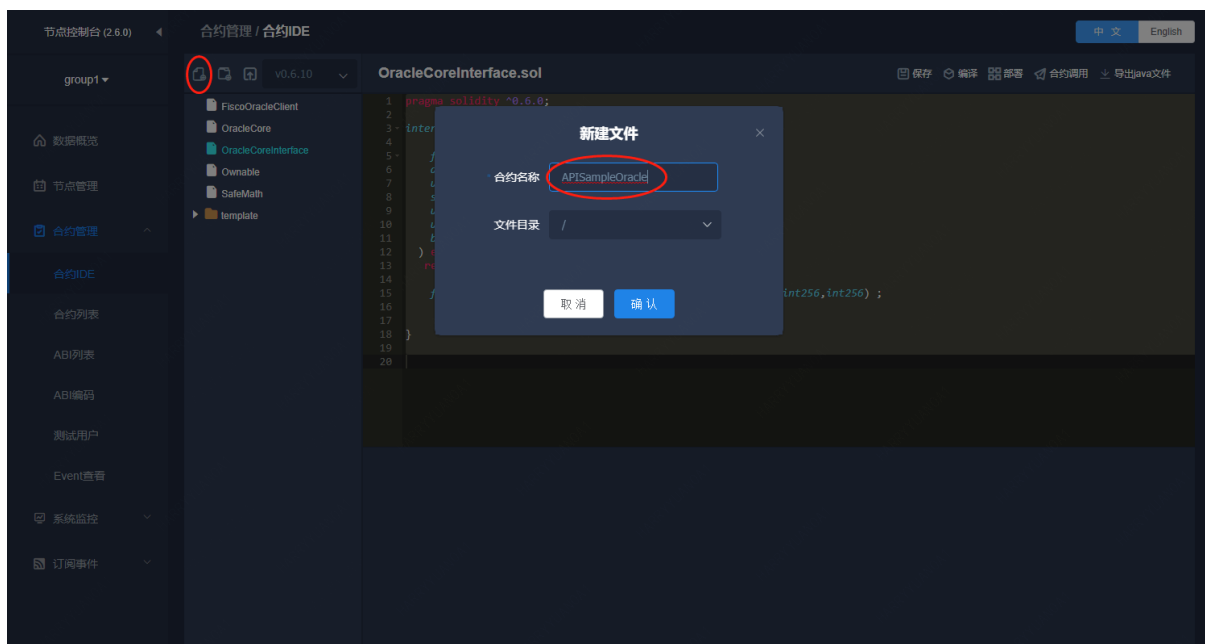 节点控制台 (2.6.0)
合约管理 / 合约IDE
中 文
English
group1
v0.6.10
OracleCoreInterface.sol
保存
编译
部署
合约调用
导出java文件
数据概览
节点管理
合约管理
合约IDE
合约列表
ABI列表
ABI编码
测试用户
Event查看
系统监控
订阅事件
FiscoOracleClient
OracleCore
OracleCoreInterface
Ownable
SafeMath
template
1 pragma solidity ^0.6.0;
2
3 inter
4
5 f
6
7 u
8 s
9 u
10 u
11 b
12 )
13 re
14
15 f int256,int256) ;
16
17
18 }
19
20
新建文件
合约名称
APISampleOracle
文件目录
/
取 消
确 认